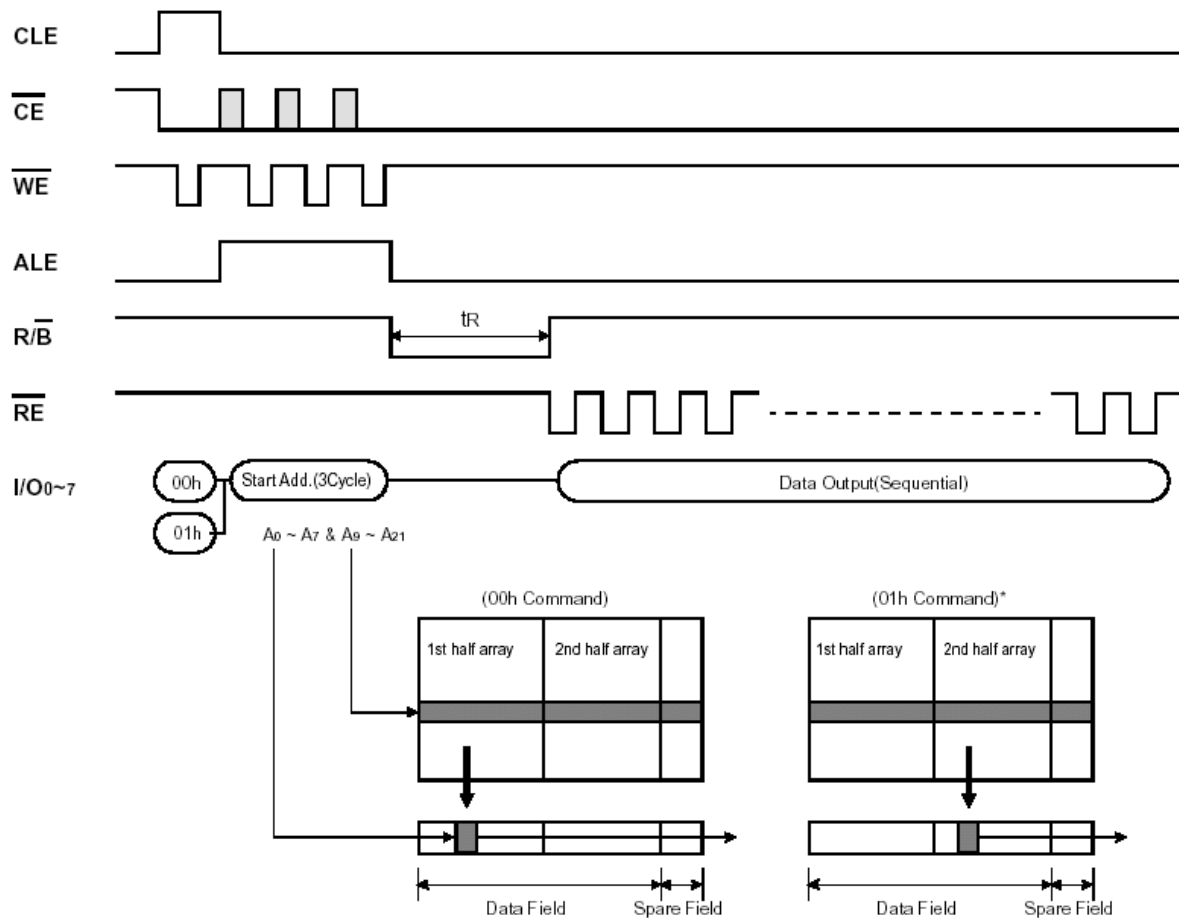 CLE
CE
WE
ALE
R/B
tR
RE
I/O0~7
00h
Start Add.(3Cycle)
Data Output(Sequential)
01h
A0 ~ A7 & A9 ~ A21
(00h Command)
(01h Command)*
1st half array
2nd half array
1st half array
2nd half array
Data Field
Spare Field
Data Field
Spare Field